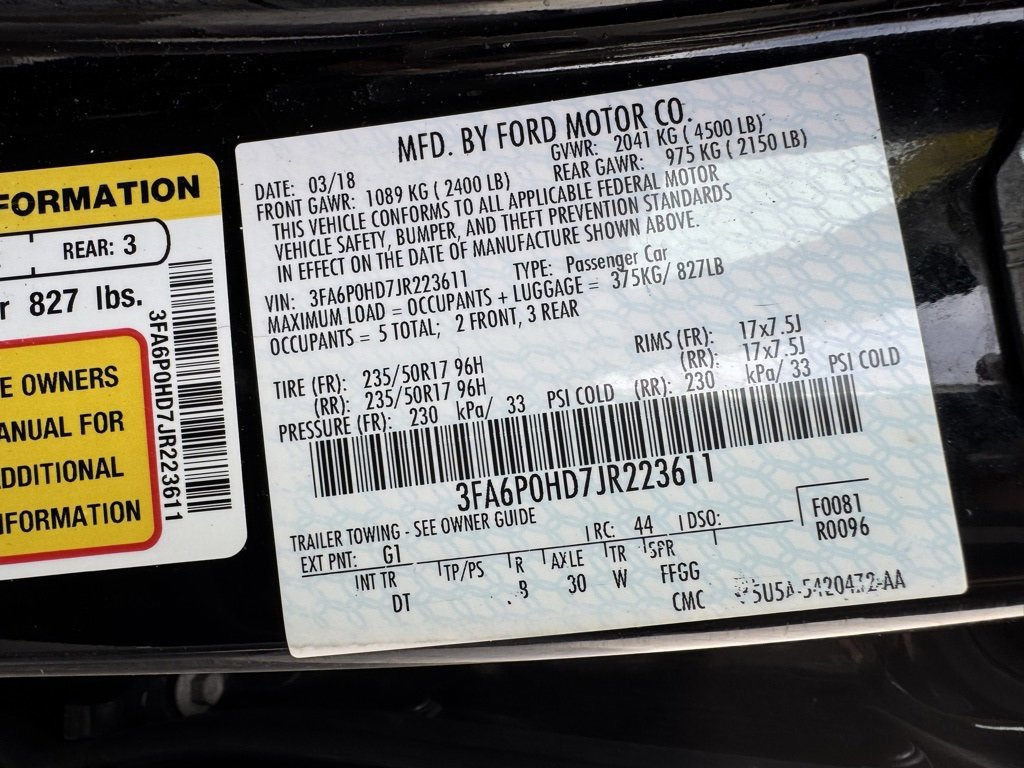 FORMATION
REAR: 3
r 827 lbs.
E OWNERS
ANUAL FOR
DDITIONAL
NFORMATION
3FA6P0HD7JR223611
MFD. BY FORD MOTOR CO.
DATE: 03/18 GVWR: 2041 KG ( 4500 LB)
FRONT GAWR: 1089 KG ( 2400 LB) REAR GAWR: 975 KG ( 2150 LB)
THIS VEHICLE CONFORMS TO ALL APPLICABLE FEDERAL MOTOR
VEHICLE SAFETY, BUMPER, AND THEFT PREVENTION STANDARDS
IN EFFECT ON THE DATE OF MANUFACTURE SHOWN ABOVE.
VIN: 3FA6P0HD7JR223611 TYPE: Passenger Car
MAXIMUM LOAD = OCCUPANTS + LUGGAGE = 375KG/ 827LB
OCCUPANTS = 5 TOTAL; 2 FRONT, 3 REAR
TIRE (FR): 235/50R17 96H RIMS (FR): 17x7.5J
(RR): 235/50R17 96H (RR): 17x7.5J
PRESSURE (FR): 230 kPa/ 33 PSI COLD (RR): 230 kPa/ 33 PSI COLD
3FA6P0HD7JR223611
TRAILER TOWING - SEE OWNER GUIDE
EXT PNT: G1 RC: 44 DSO: F0081
R0096
INT TR TP/PS R AXLE TR SPR
DT B 30 W FFGG
CMC 5U5A-5420472-AA